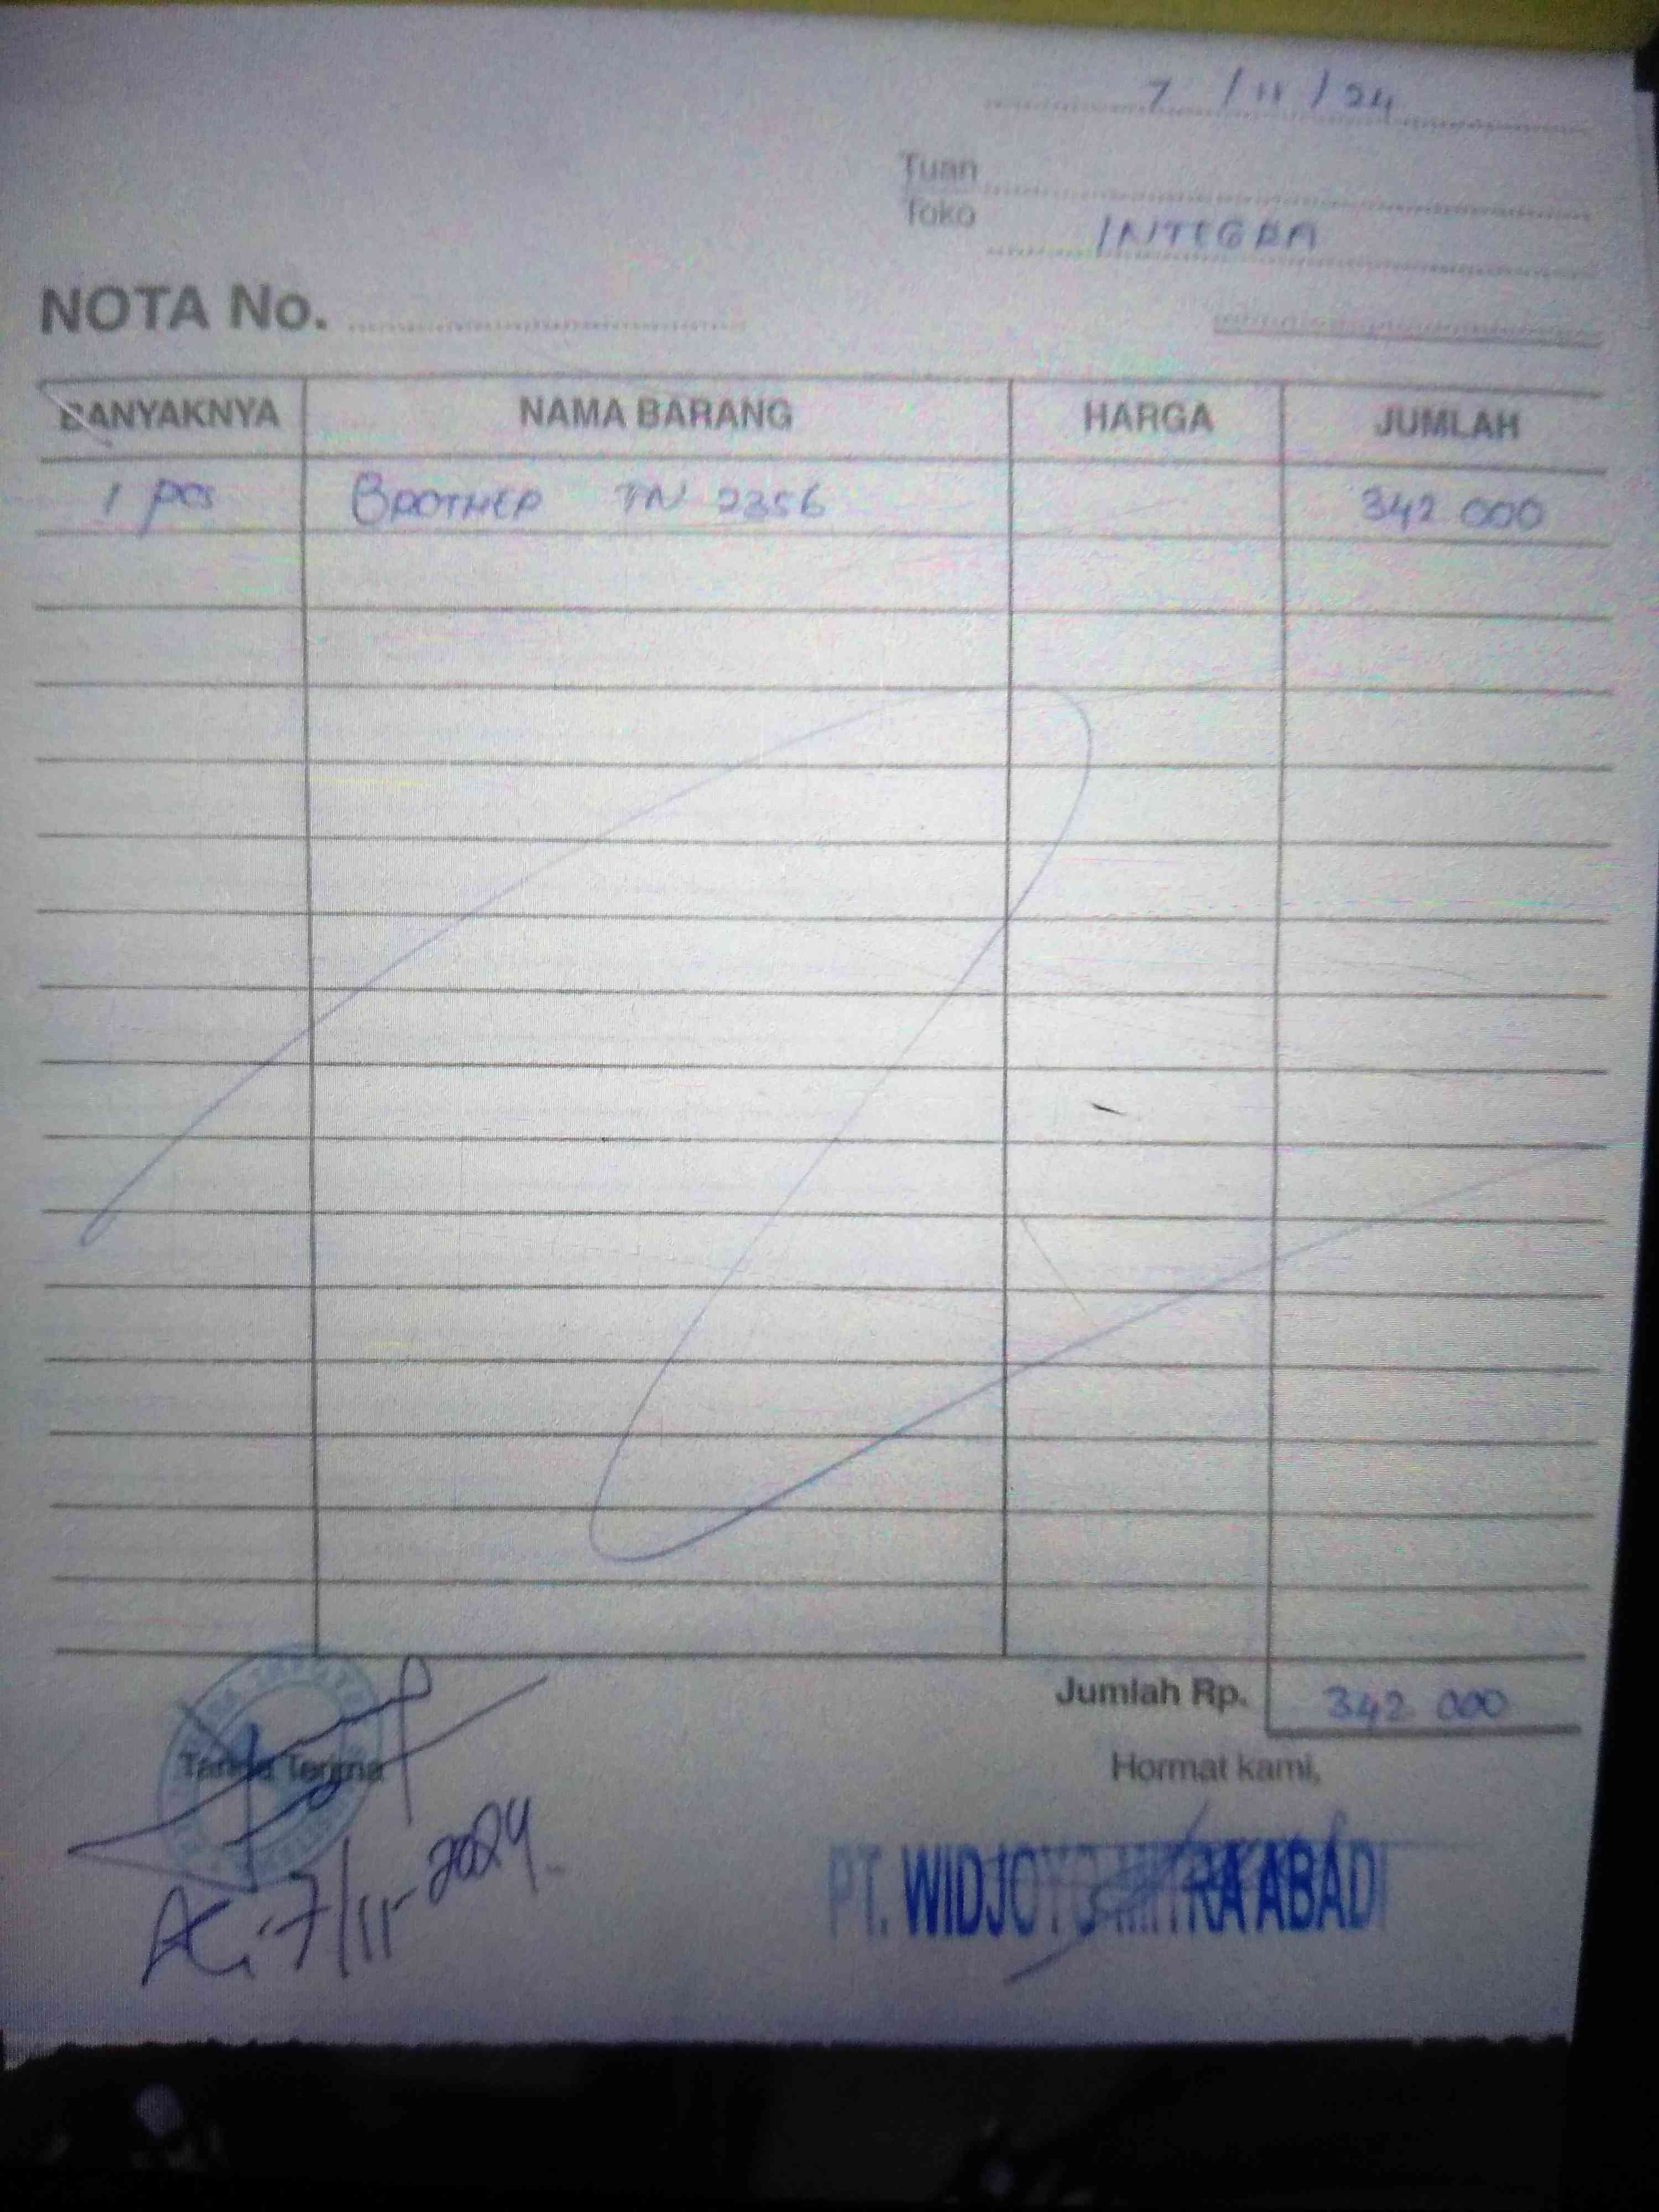 7 / 11 / 24
Tuan
Toko INTEGRA
NOTA No.
BANYAKNYA NAMA BARANG HARGA JUMLAH
1 pcs BROTHER TN 2356 342 000
Jumlah Rp. 342 000
Tanda Terima Hormat kami,
7/11-2024
PT. WIDJOYO MITRA ABADI